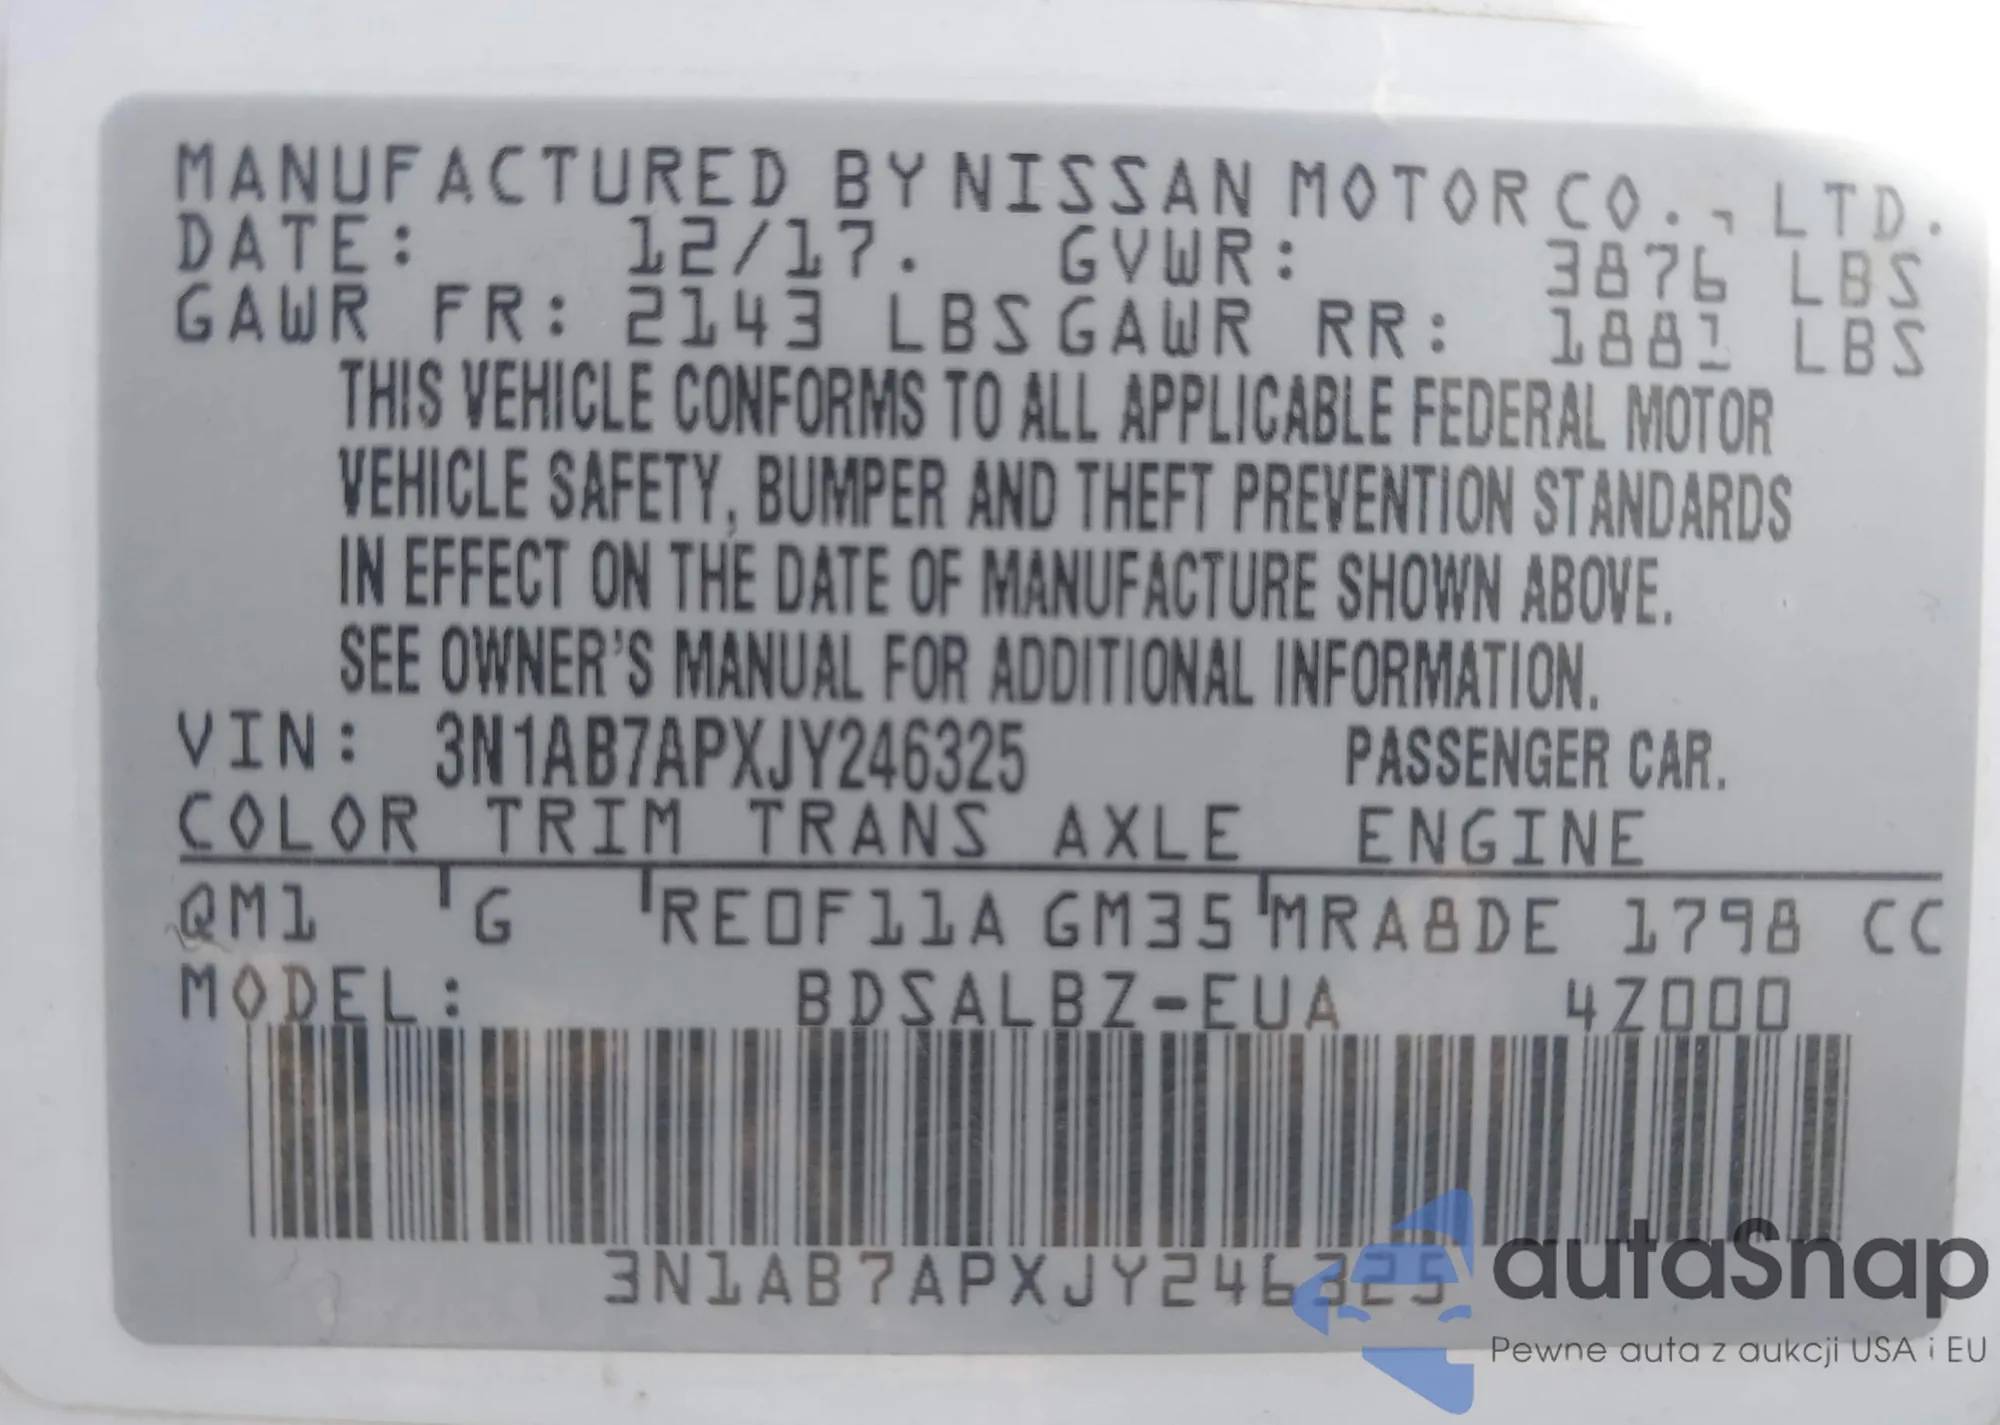 MANUFACTURED BY NISSAN MOTOR CO., LTD.
DATE: 12/17. GVWR: 3876 LBS
GAWR FR: 2143 LBS GAWR RR: 1881 LBS
THIS VEHICLE CONFORMS TO ALL APPLICABLE FEDERAL MOTOR
VEHICLE SAFETY, BUMPER AND THEFT PREVENTION STANDARDS
IN EFFECT ON THE DATE OF MANUFACTURE SHOWN ABOVE.
SEE OWNER'S MANUAL FOR ADDITIONAL INFORMATION.
VIN: 3N1AB7APXJY246325 PASSENGER CAR.
COLOR TRIM TRANS AXLE ENGINE
QM1 G RE0F11A GM35 MRA8DE 1798 CC
MODEL: BDSALBZ-EUA 4Z000
3N1AB7APXJY246325
autaSnap
Pewne auta z aukcji USA i EU